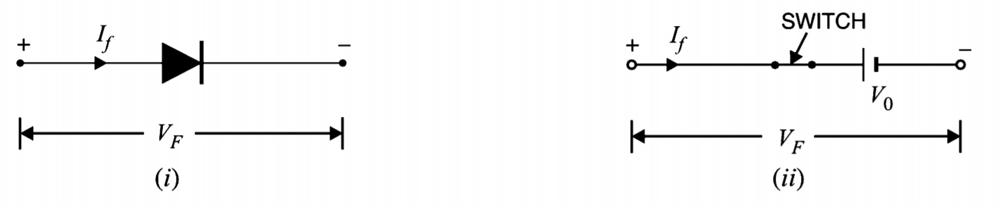 + I_f −
V_F
(i)
SWITCH
+ I_f −
V_0
V_F
(ii)